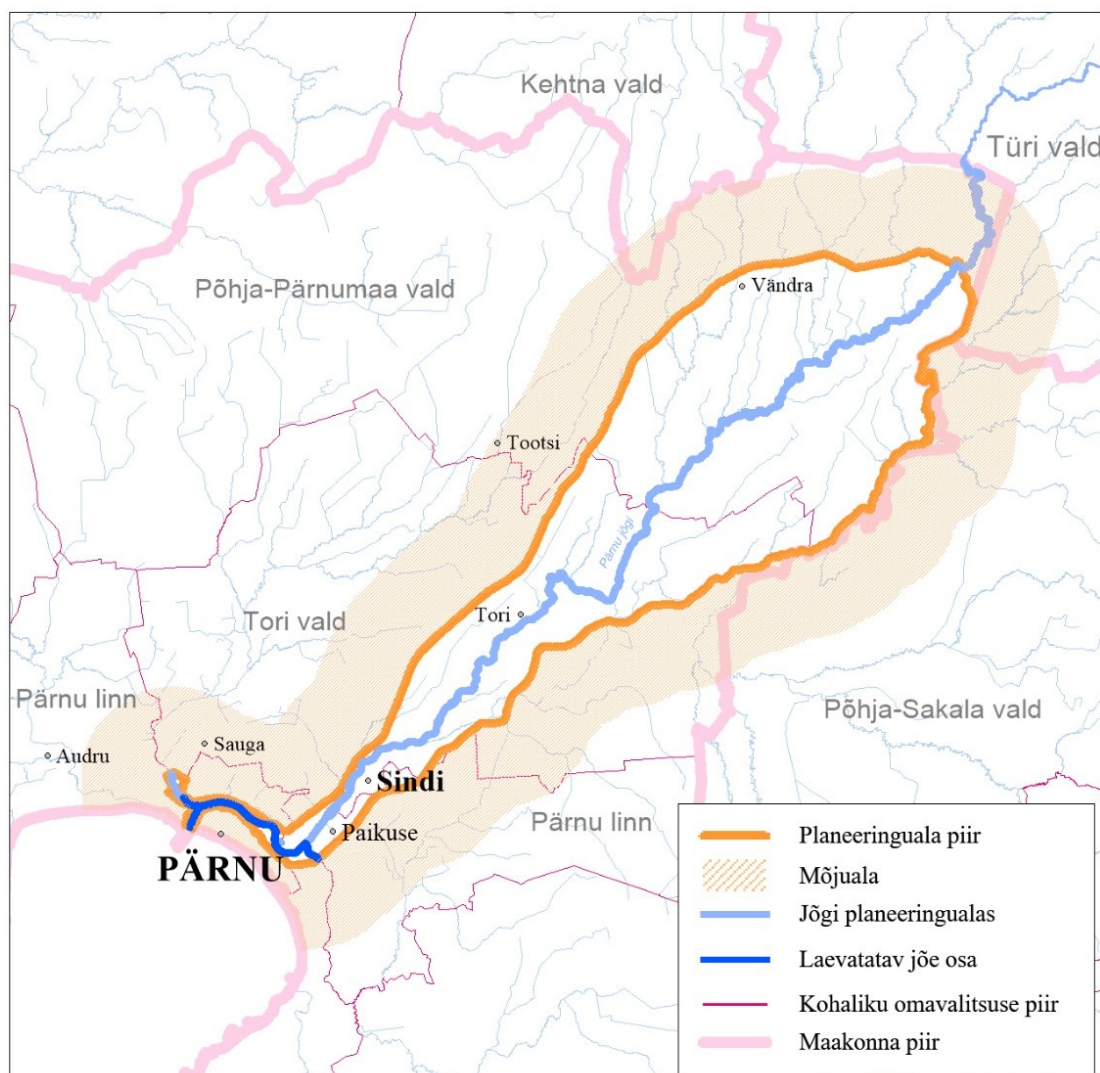 Kehtna vald
Türi vald
Põhja-Pärnumaa vald
Vändra
Tootsi
Pärnu jõgi
Tori
Tori vald
Pärnu linn
Põhja-Sakala vald
Sauga
Audru
Sindi
Paikuse
Pärnu linn
PÄRNU
Planeeringuala piir
Mõjuala
Jõgi planeeringualas
Laevatatav jõe osa
Kohaliku omavalitsuse piir
Maakonna piir